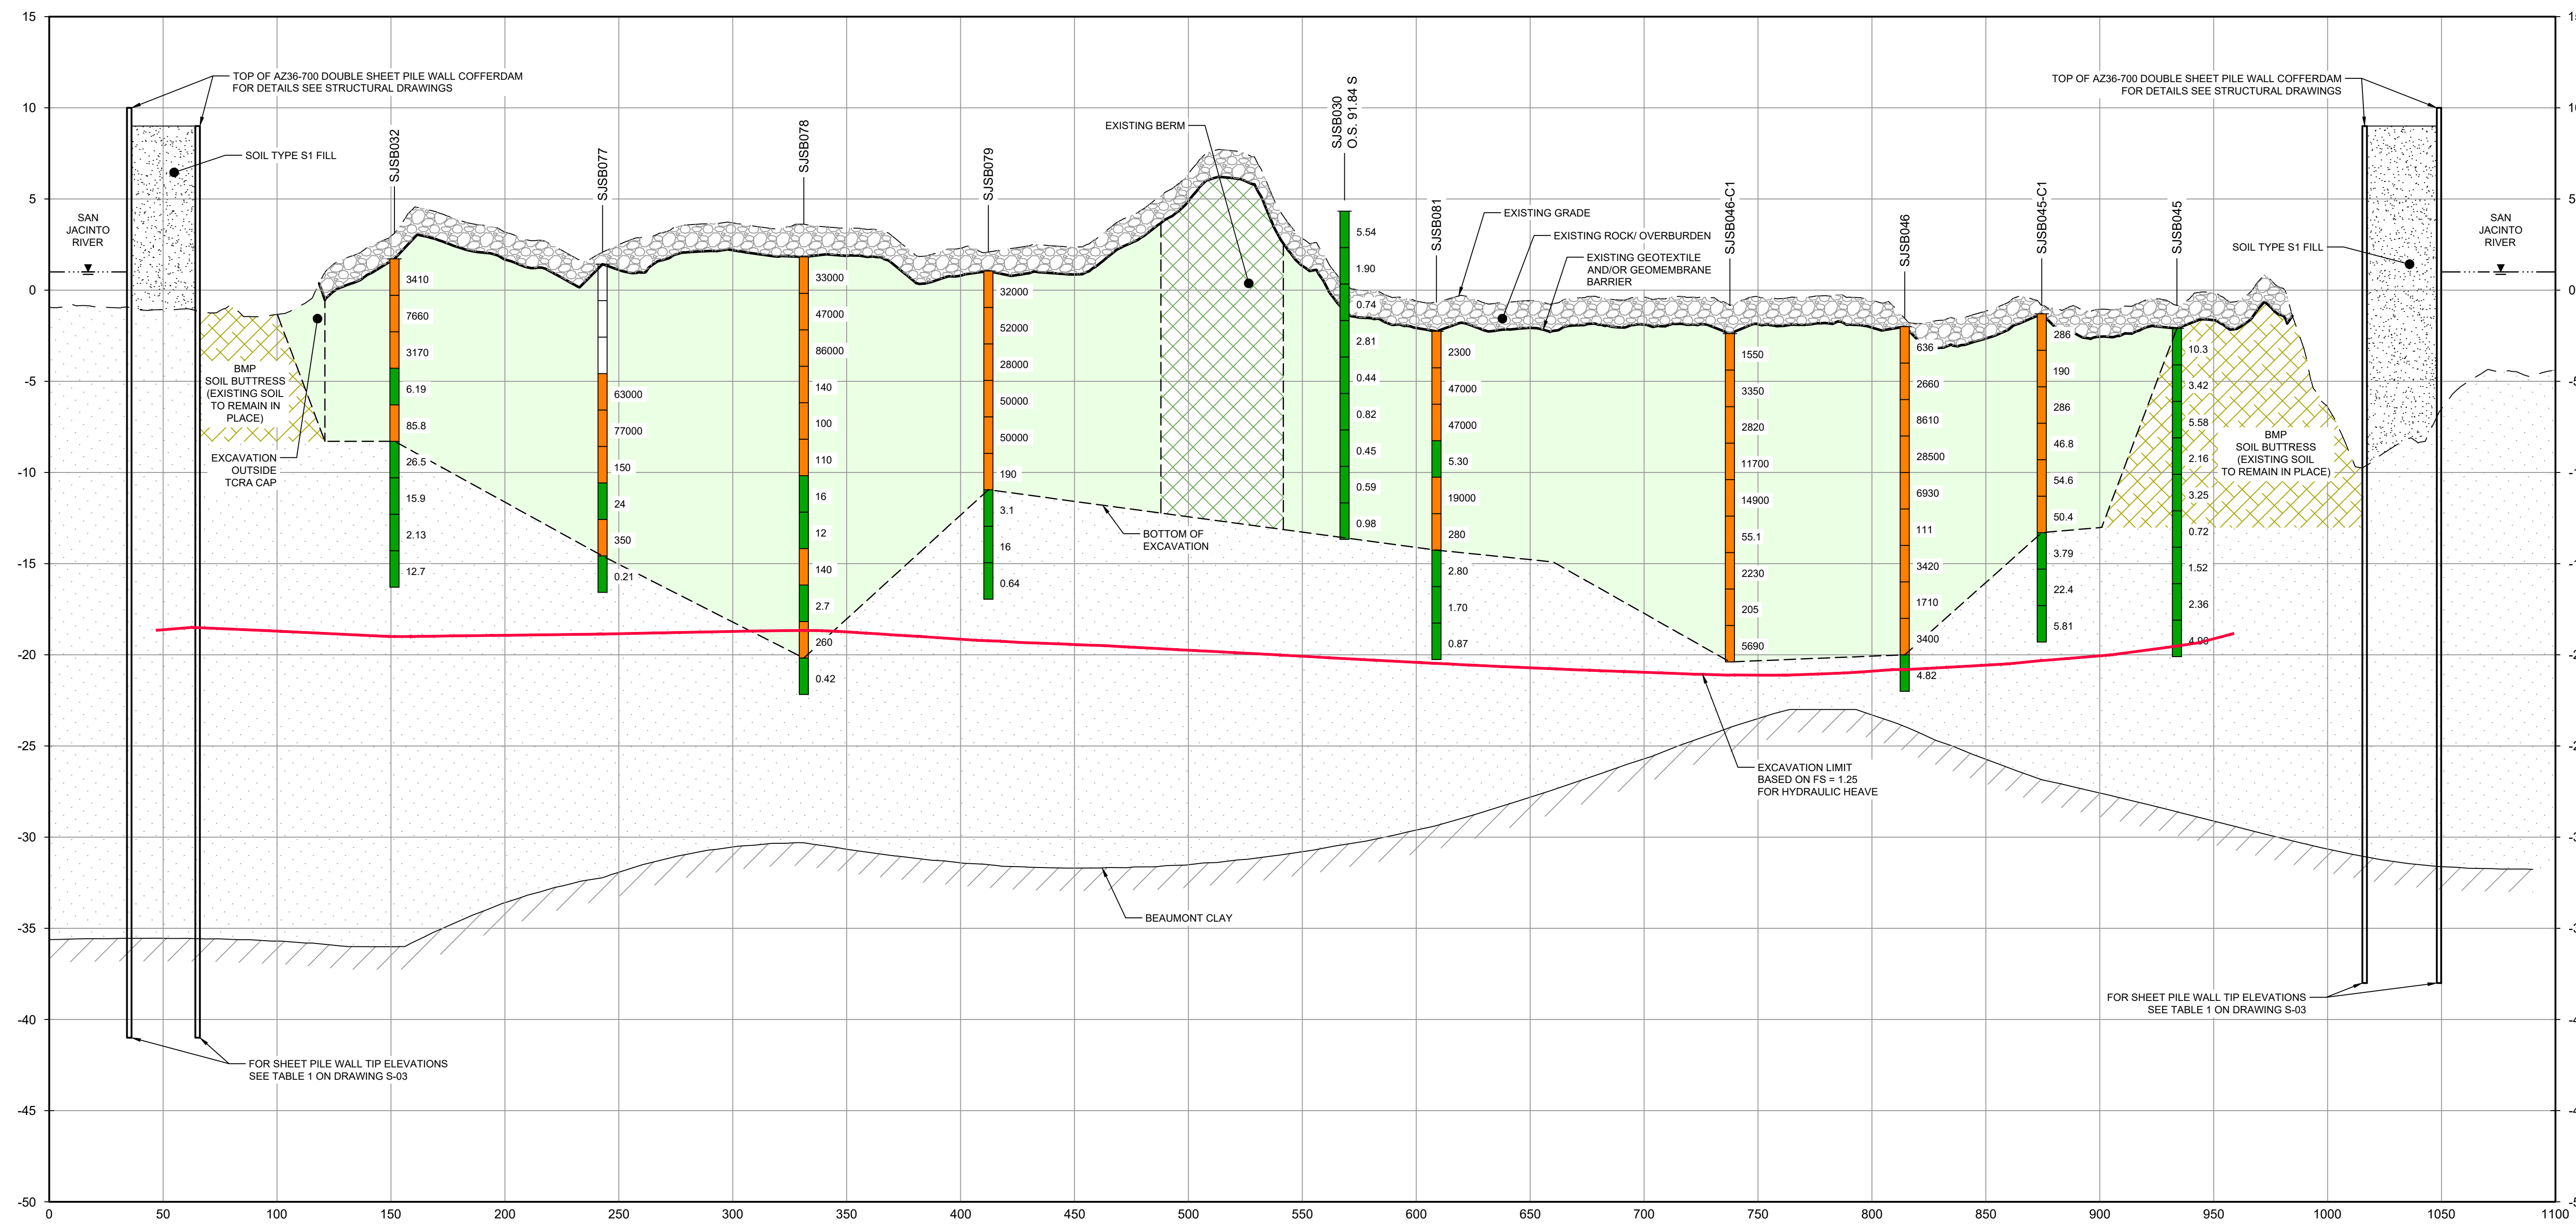 TOP OF AZ36-700 DOUBLE SHEET PILE WALL COFFERDAM
FOR DETAILS SEE STRUCTURAL DRAWINGS
TOP OF AZ36-700 DOUBLE SHEET PILE WALL COFFERDAM
FOR DETAILS SEE STRUCTURAL DRAWINGS
SOIL TYPE S1 FILL
SAN
JACINTO
RIVER
SJSB032
SJSB077
SJSB078
SJSB079
EXISTING BERM
SJSB030
O.S. 91.84 S
SJSB081
EXISTING GRADE
EXISTING ROCK/ OVERBURDEN
EXISTING GEOTEXTILE
AND/OR GEOMEMBRANE
BARRIER
SJSB046-C1
SJSB046
SJSB045-C1
SJSB045
SOIL TYPE S1 FILL
SAN
JACINTO
RIVER
BMP
SOIL BUTTRESS
(EXISTING SOIL
TO REMAIN IN
PLACE)
EXCAVATION
OUTSIDE
TCRA CAP
3410
7660
3170
6.19
85.8
26.5
15.9
2.13
12.7
63000
77000
150
24
350
0.21
33000
47000
86000
140
100
110
16
12
140
2.7
260
0.42
32000
52000
28000
50000
50000
190
3.1
16
0.64
BOTTOM OF
EXCAVATION
5.54
1.90
0.74
2.81
0.44
0.82
0.45
0.59
0.98
2300
47000
47000
5.30
19000
280
2.80
1.70
0.87
1550
3350
2820
11700
14900
55.1
2230
205
5690
636
2660
8610
28500
6930
111
3420
1710
3400
4.82
286
190
286
46.8
54.6
50.4
3.79
22.4
5.81
10.3
3.42
5.58
2.16
3.25
0.72
1.52
2.36
BMP
SOIL BUTTRESS
(EXISTING SOIL
TO REMAIN IN PLACE)
EXCAVATION LIMIT
BASED ON FS = 1.25
FOR HYDRAULIC HEAVE
BEAUMONT CLAY
FOR SHEET PILE WALL TIP ELEVATIONS
SEE TABLE 1 ON DRAWING S-03
FOR SHEET PILE WALL TIP ELEVATIONS
SEE TABLE 1 ON DRAWING S-03
15
10
5
0
-5
-10
-15
-20
-25
-30
-35
-40
-45
-50
0 50 100 150 200 250 300 350 400 450 500 550 600 650 700 750 800 850 900 950 1000 1050 1100